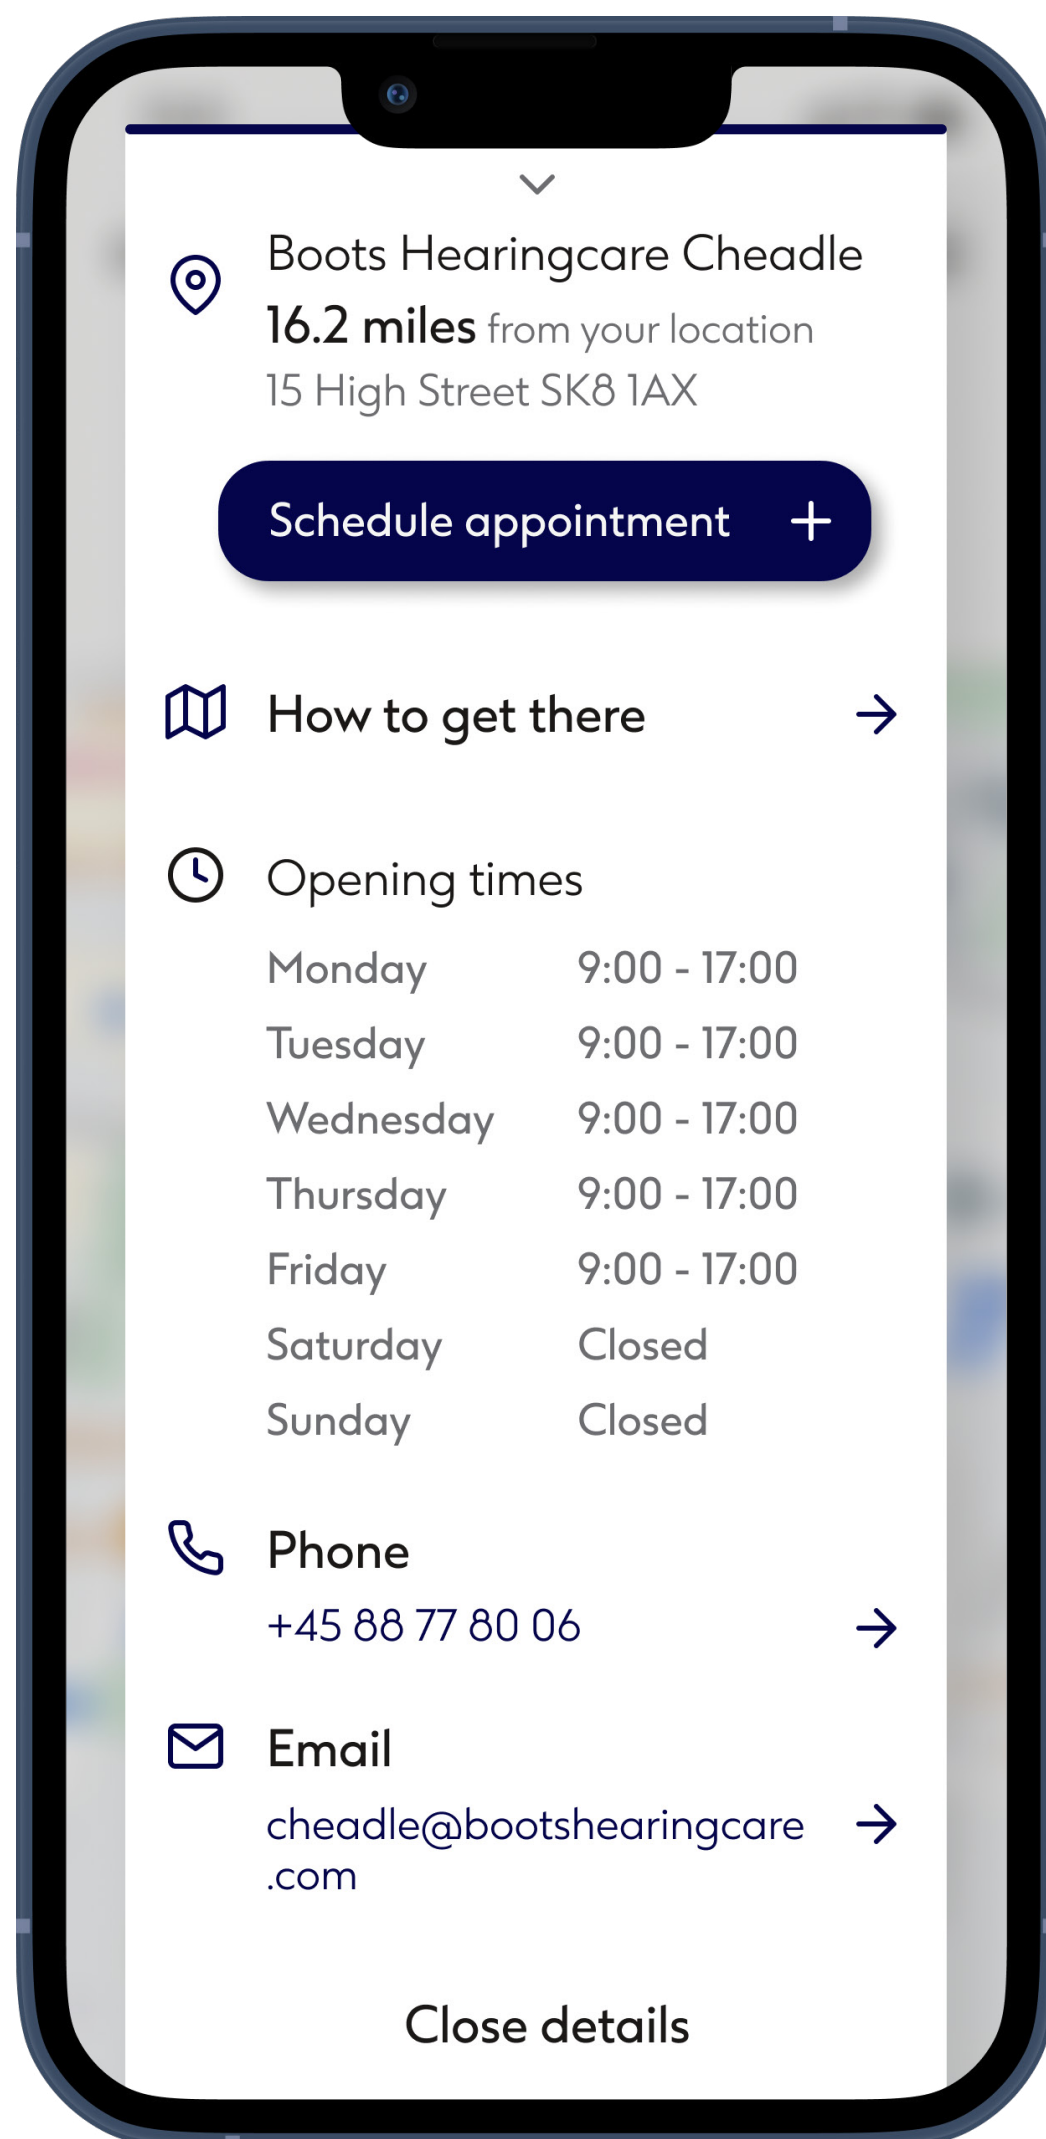 Boots Hearingcare Cheadle
16.2 miles from your location
15 High Street SK8 1AX
Schedule appointment
How to get there
Opening times
Monday 9:00 - 17:00
Tuesday 9:00 - 17:00
Wednesday 9:00 - 17:00
Thursday 9:00 - 17:00
Friday 9:00 - 17:00
Saturday Closed
Sunday Closed
Phone
+45 88 77 80 06
Email
cheadle@bootshearingcare
.com
Close details